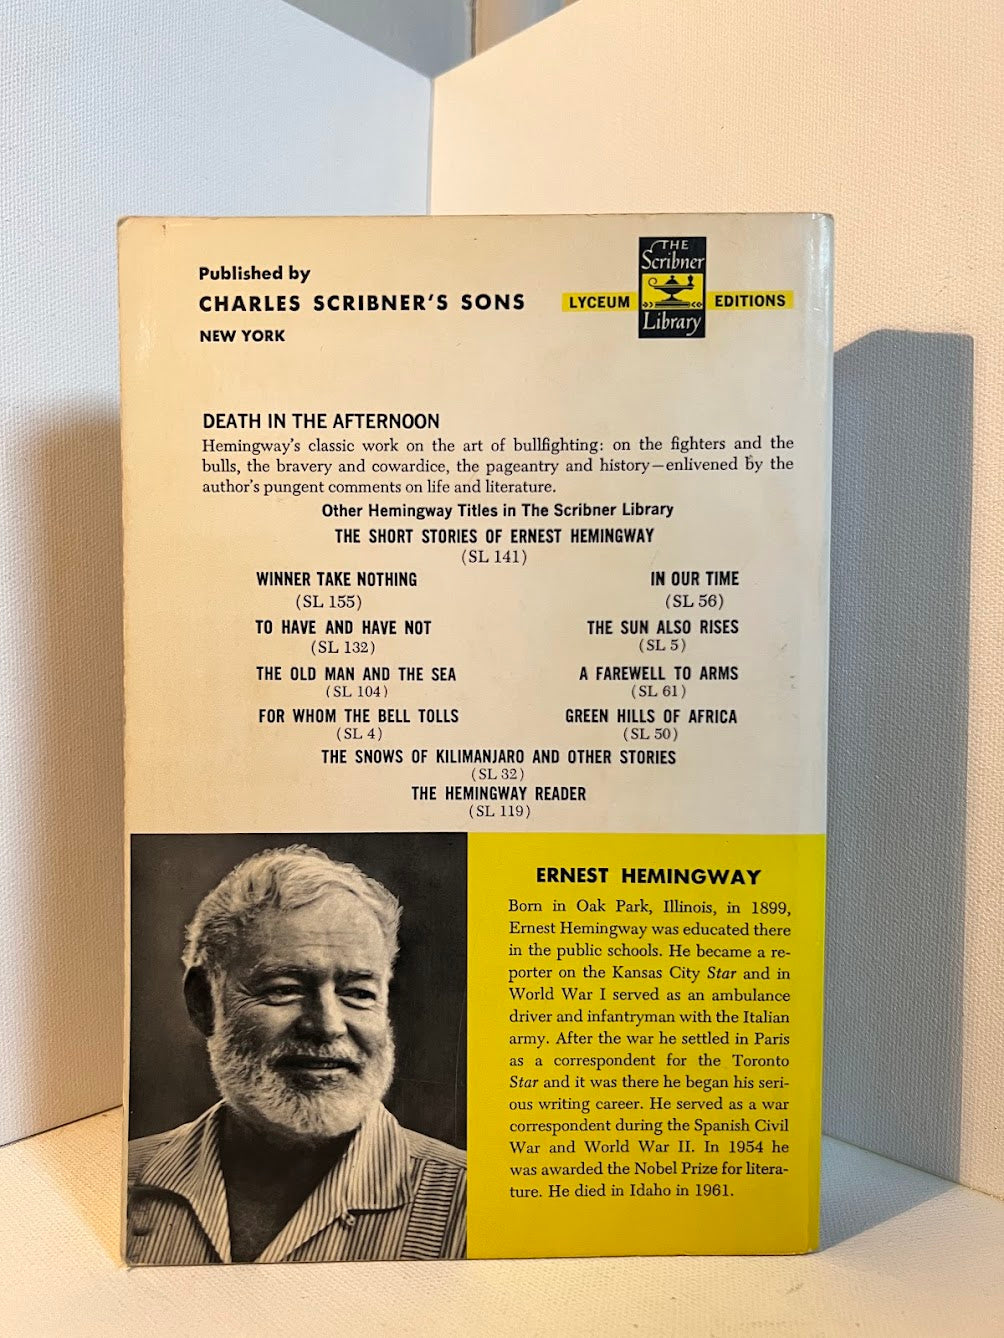 Published by
CHARLES SCRIBNER'S SONS
NEW YORK
THE
Scribner
LYCEUM EDITIONS
Library
DEATH IN THE AFTERNOON
Hemingway's classic work on the art of bullfighting: on the fighters and the
bulls, the bravery and cowardice, the pageantry and history—enlivened by the
author's pungent comments on life and literature.
Other Hemingway Titles in The Scribner Library
THE SHORT STORIES OF ERNEST HEMINGWAY
(SL 141)
WINNER TAKE NOTHING
(SL 155)
IN OUR TIME
(SL 56)
TO HAVE AND HAVE NOT
(SL 132)
THE SUN ALSO RISES
(SL 5)
THE OLD MAN AND THE SEA
(SL 104)
A FAREWELL TO ARMS
(SL 61)
FOR WHOM THE BELL TOLLS
(SL 4)
GREEN HILLS OF AFRICA
(SL 50)
THE SNOWS OF KILIMANJARO AND OTHER STORIES
(SL 32)
THE HEMINGWAY READER
(SL 119)
ERNEST HEMINGWAY
Born in Oak Park, Illinois, in 1899,
Ernest Hemingway was educated there
in the public schools. He became a re-
porter on the Kansas City Star and in
World War I served as an ambulance
driver and infantryman with the Italian
army. After the war he settled in Paris
as a correspondent for the Toronto
Star and it was there he began his seri-
ous writing career. He served as a war
correspondent during the Spanish Civil
War and World War II. In 1954 he
was awarded the Nobel Prize for litera-
ture. He died in Idaho in 1961.